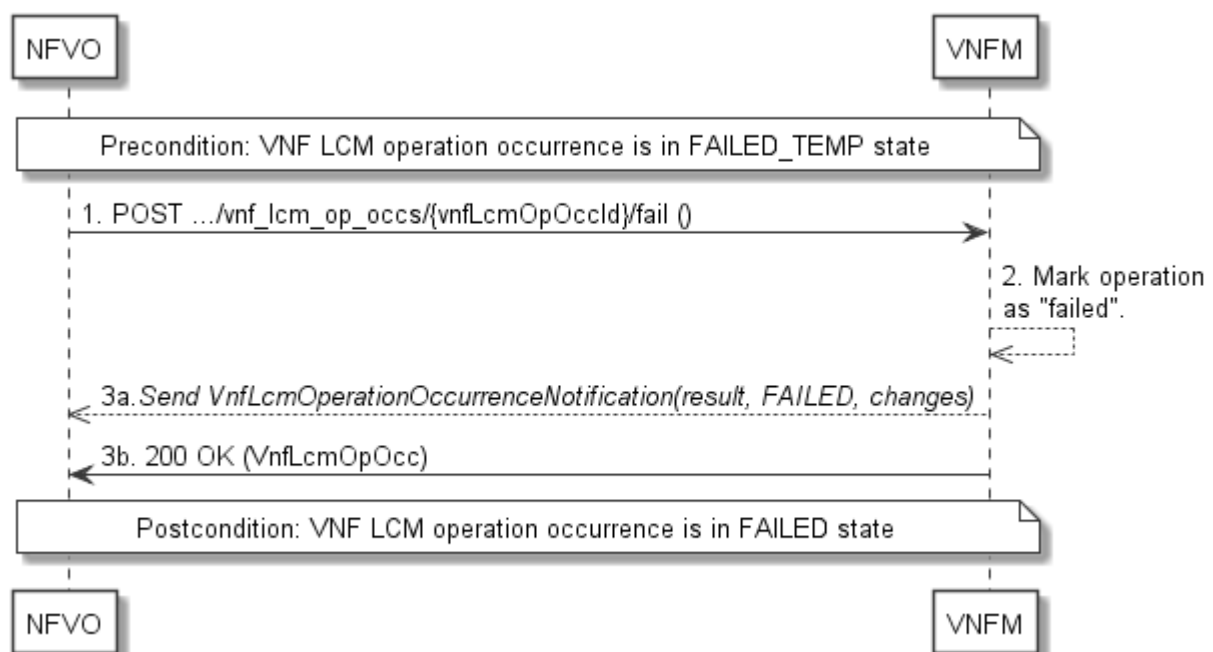 NFVO
VNFM
Precondition: VNF LCM operation occurrence is in FAILED_TEMP state
1. POST .../vnf_lcm_op_occs/{vnfLcmOpOccId}/fail ()
2. Mark operation
as "failed".
3a.Send VnfLcmOperationOccurrenceNotification(result, FAILED, changes)
3b. 200 OK (VnfLcmOpOcc)
Postcondition: VNF LCM operation occurrence is in FAILED state
NFVO
VNFM